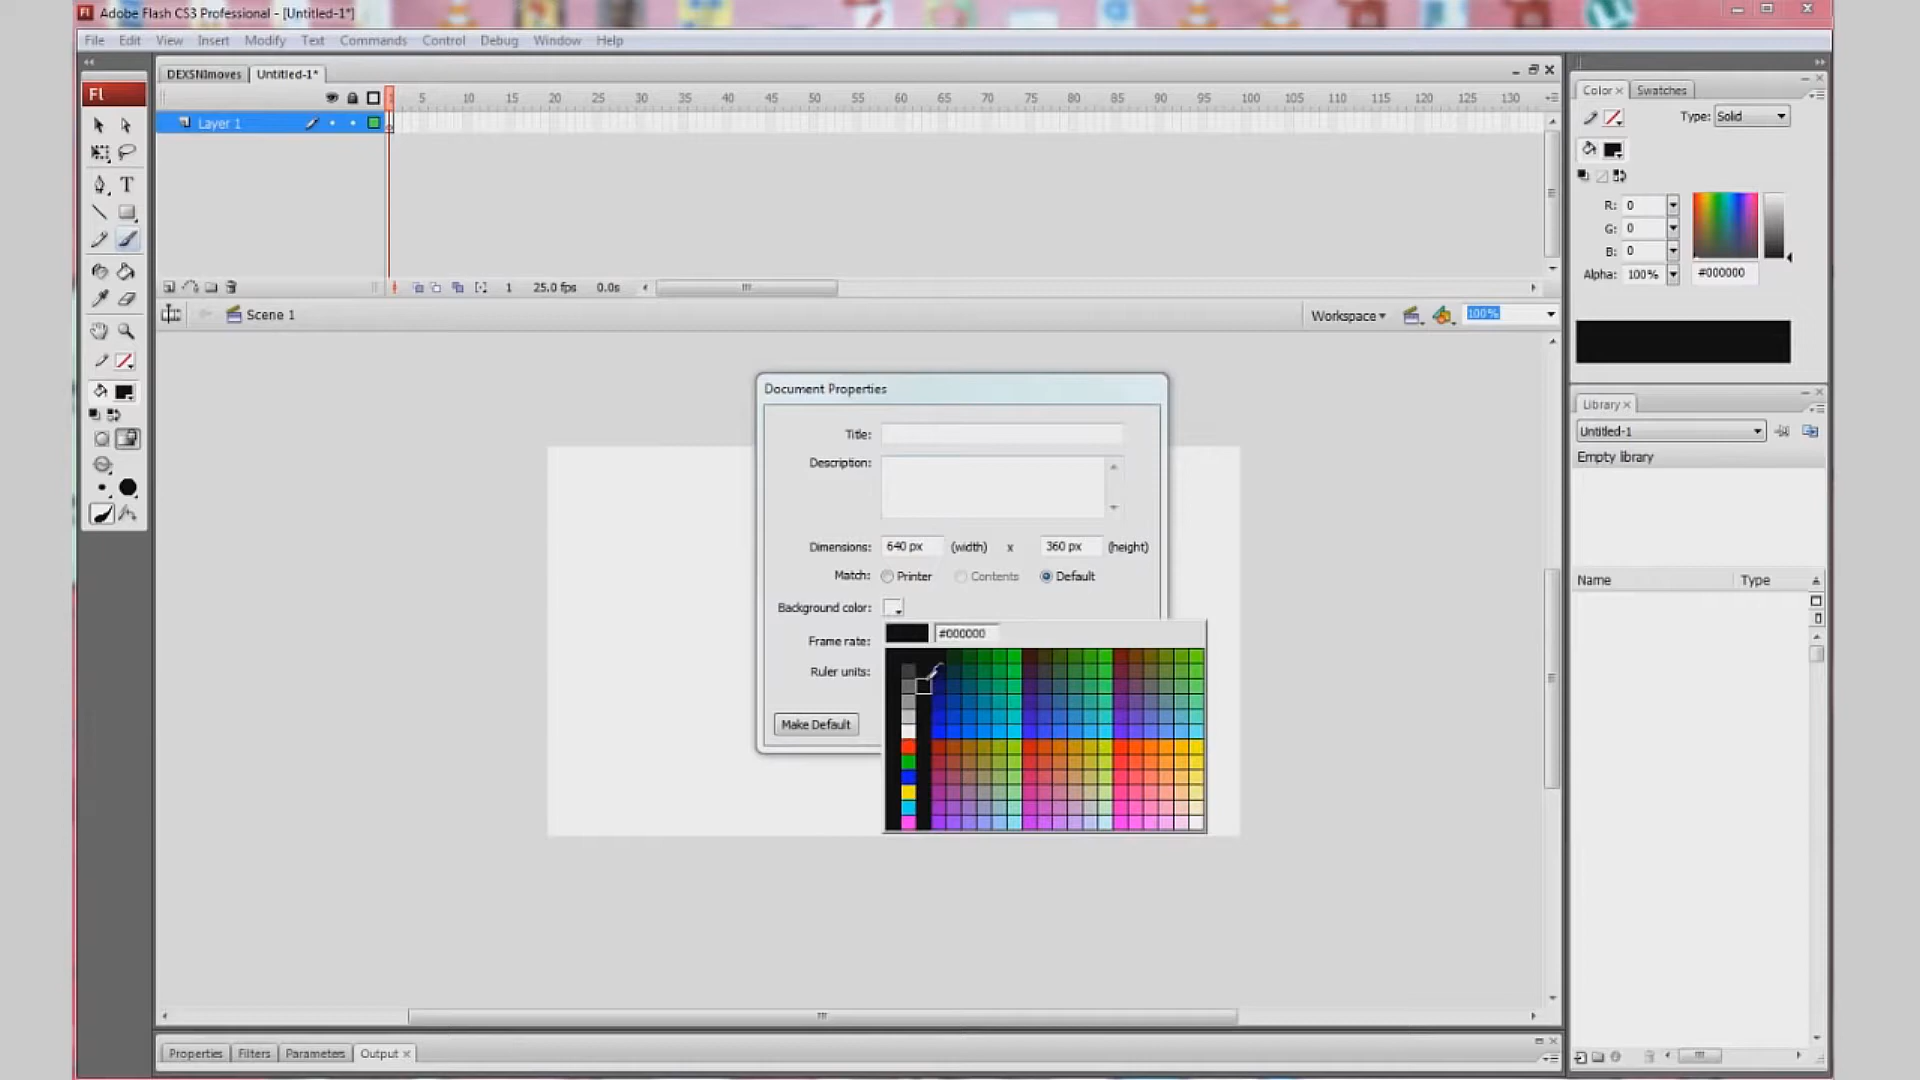 Fl Adobe Flash CS3 Professional - [Untitled-1*]
File Edit View Insert Modify Text Commands Control Debug Window Help
DEXSNImoves Untitled-1*
Fl
5 10 15 20 25 30 35 40 45 50 55 60 65 70 75 80 85 90 95 100 105 110 115 120 125 130
Layer 1
T
1 25.0 fps 0.0s
Scene 1
Workspace 100%
Color Swatches
Type: Solid
R: 0
G: 0
B: 0
Alpha: 100% #000000
Library
Untitled-1
Empty library
Name Type
Document Properties
Title:
Description:
Dimensions: 640 px (width) x 360 px (height)
Match: Printer Contents Default
Background color:
#000000
Frame rate:
Ruler units:
Make Default
Properties Filters Parameters Output